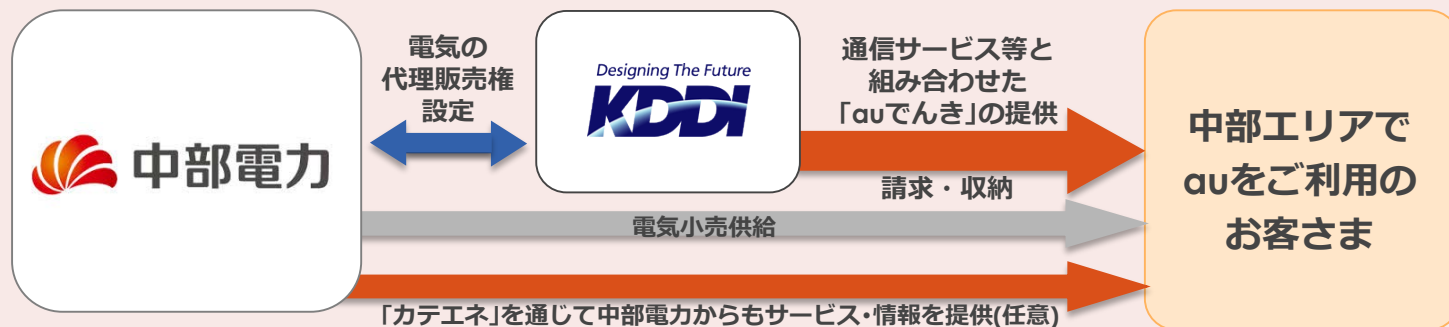 中部電力
電気の
代理販売権
設定
Designing The Future
KDDI
通信サービス等と
組み合わせた
「auでんき」の提供
請求・収納
電気小売供給
「カテエネ」を通じて中部電力からもサービス・情報を提供(任意)
中部エリアで
auをご利用の
お客さま